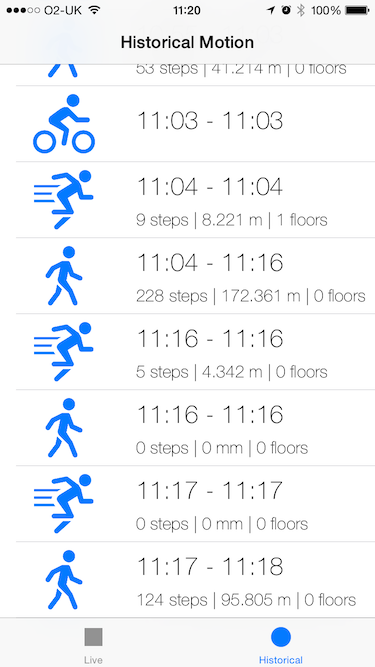 O2-UK 11:20 100%
Historical Motion
53 steps | 41.214 m | 0 floors
11:03 - 11:03
11:04 - 11:04
9 steps | 8.221 m | 1 floors
11:04 - 11:16
228 steps | 172.361 m | 0 floors
11:16 - 11:16
5 steps | 4.342 m | 0 floors
11:16 - 11:16
0 steps | 0 mm | 0 floors
11:17 - 11:17
0 steps | 0 mm | 0 floors
11:17 - 11:18
124 steps | 95.805 m | 0 floors
Live Historical